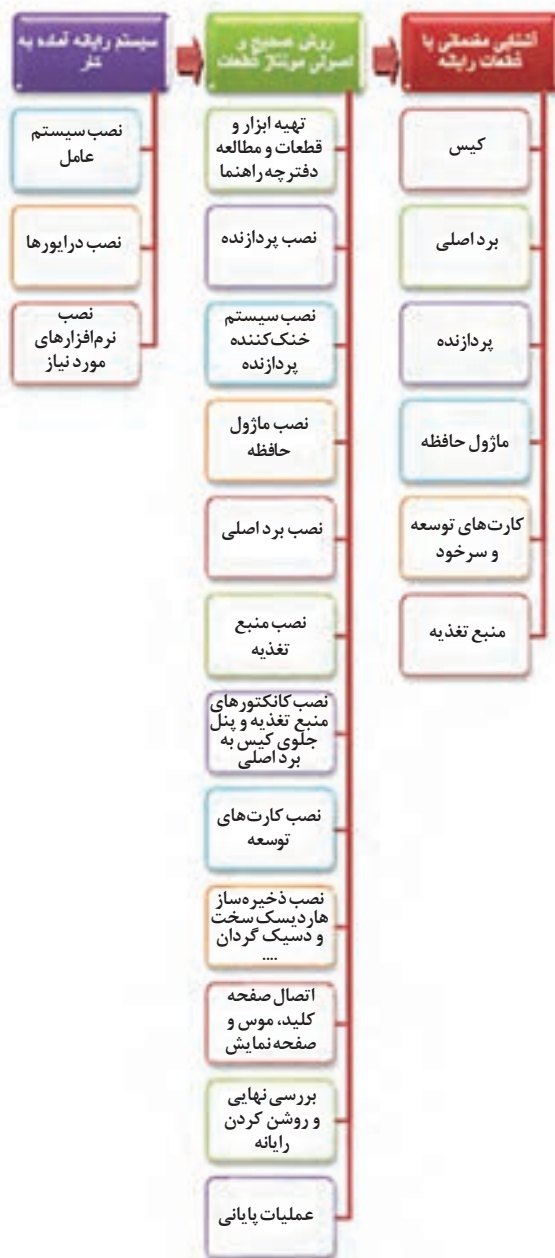 آشنایی مقدماتی با
قطعات رایانه
کیس
برد اصلی
پردازنده
ماژول حافظه
کارت‌های توسعه
و سرخود
منبع تغذیه
روش صحیح و
اصولی مونتاژ قطعات
تهیه ابزار و
قطعات و مطالعه
دفترچه راهنما
نصب پردازنده
نصب سیستم
خنک‌کننده
پردازنده
نصب ماژول
حافظه
نصب برد اصلی
نصب منبع
تغذیه
نصب کانکتورهای
منبع تغذیه و پنل
جلوی کیس به
برد اصلی
نصب کارت‌های
توسعه
نصب ذخیره‌ساز
هاردیسک سخت
و دسیک گردان
....
اتصال صفحه
کلید، موس و
صفحه نمایش
بررسی نهایی
و روشن کردن
رایانه
عملیات پایانی
سیستم رایانه آماده به
کار
نصب سیستم
عامل
نصب درایورها
نصب
نرم‌افزارهای
مورد نیاز